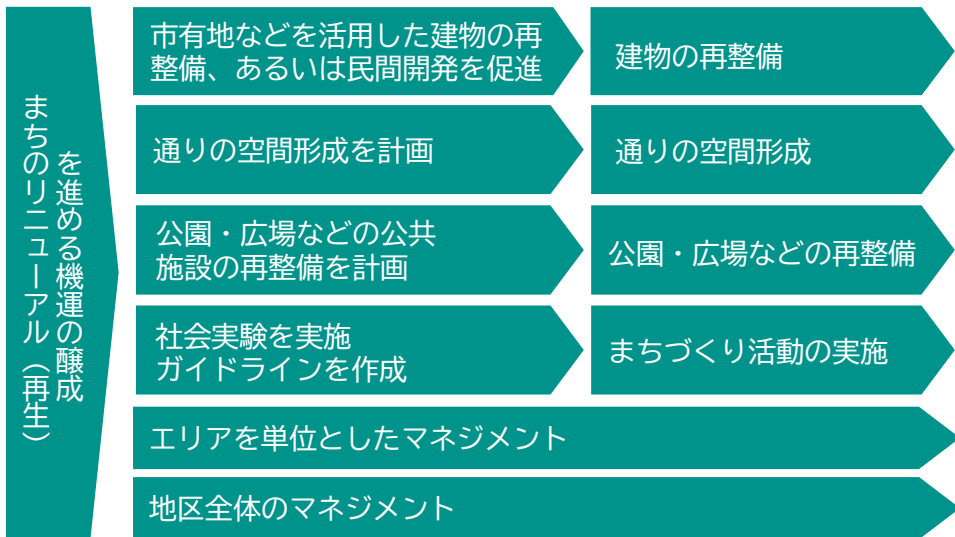 まちのリニューアル（再生）
を進める機運の醸成
市有地などを活用した建物の再
整備、あるいは民間開発を促進
建物の再整備
通りの空間形成を計画
通りの空間形成
公園・広場などの公共
施設の再整備を計画
公園・広場などの再整備
社会実験を実施
ガイドラインを作成
まちづくり活動の実施
エリアを単位としたマネジメント
地区全体のマネジメント